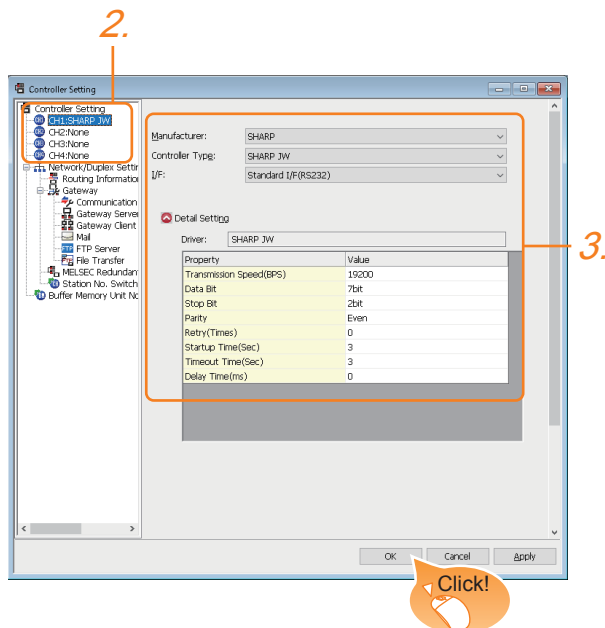 2.
Controller Setting
Controller Setting
CH1:SHARP JW
CH2:None
CH3:None
CH4:None
Network/Duplex Settin
Routing Information
Gateway
Communication
Gateway Server
Gateway Client
Mail
FTP FTP Server
File Transfer
MELSEC Redundan
Station No. Switch
Buffer Memory Unit No
Manufacturer: SHARP
Controller Type: SHARP JW
I/F: Standard I/F(RS232)
Detail Setting
Driver: SHARP JW
Property Value
Transmission Speed(BPS) 19200
Data Bit 7bit
Stop Bit 2bit
Parity Even
Retry(Times) 0
Startup Time(Sec) 3
Timeout Time(Sec) 3
Delay Time(ms) 0
3.
OK Cancel Apply
Click!